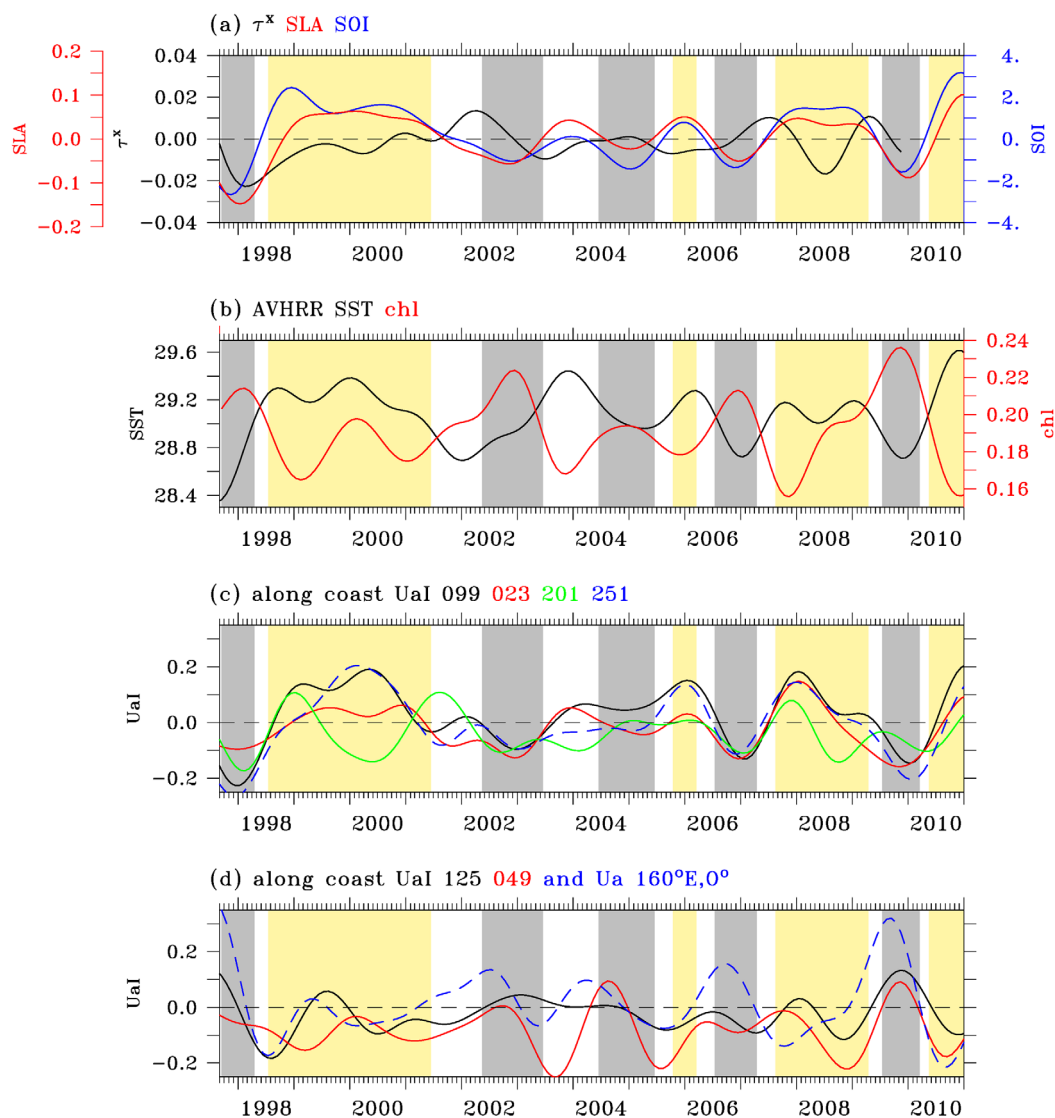 (a) τˣ SLA SOI
0.2 0.04 4.
0.1 0.02 2.
SLA 0.0 τˣ 0.00 0. SOI
−0.1 −0.02 −2.
−0.2 −0.04 −4.
1998 2000 2002 2004 2006 2008 2010
(b) AVHRR SST chl
29.6 0.24
0.22
29.2 0.20
SST chl
28.8 0.18
28.4 0.16
1998 2000 2002 2004 2006 2008 2010
(c) along coast UaI 099 023 201 251
0.2
UaI 0.0
−0.2
1998 2000 2002 2004 2006 2008 2010
(d) along coast UaI 125 049 and Ua 160°E,0°
0.2
UaI 0.0
−0.2
1998 2000 2002 2004 2006 2008 2010